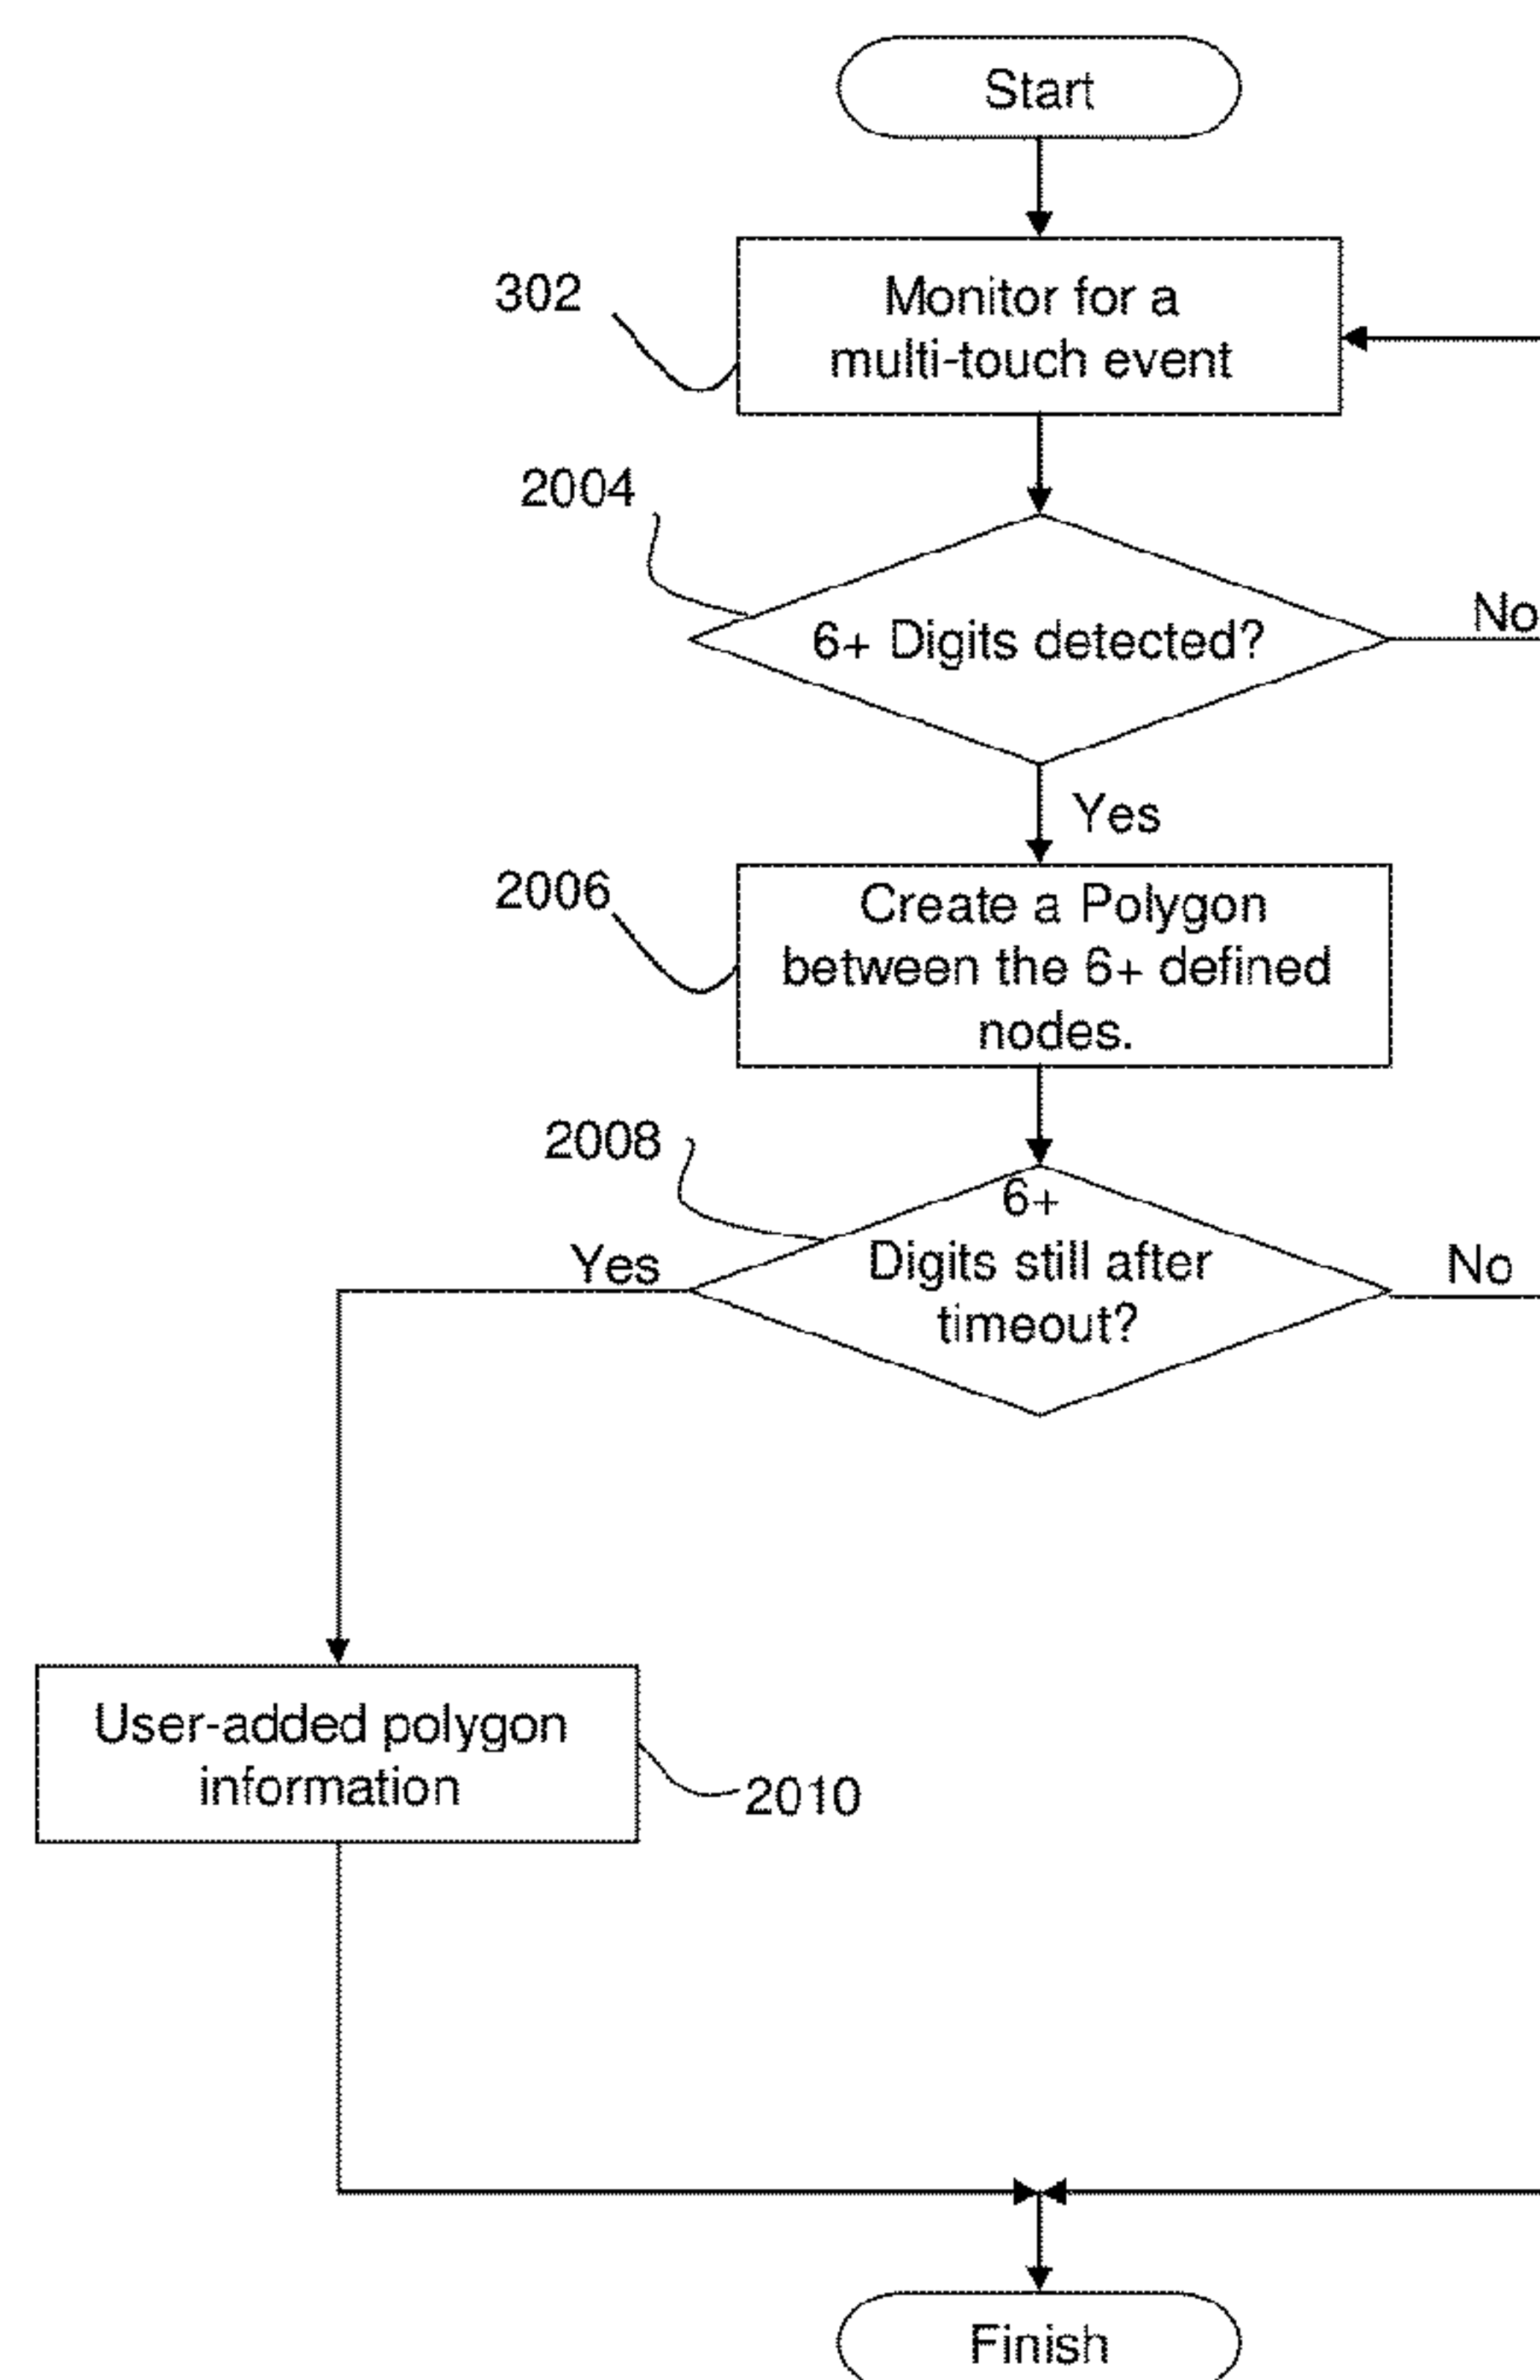 Start
302
Monitor for a
multi-touch event
2004
6+ Digits detected?
No
Yes
2006
Create a Polygon
between the 6+ defined
nodes.
2008
6+
Digits still after
timeout?
Yes
No
User-added polygon
information
2010
Finish